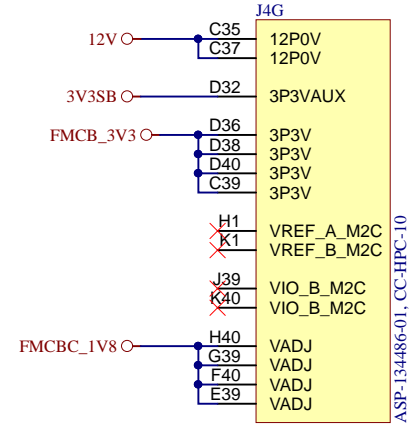 J4G
12V C35 12P0V
C37 12P0V
3V3SB D32 3P3VAUX
FMCB_3V3 D36 3P3V
D38 3P3V
D40 3P3V
C39 3P3V
H1 VREF_A_M2C
K1 VREF_B_M2C
J39 VIO_B_M2C
K40 VIO_B_M2C
FMCBC_1V8 H40 VADJ
G39 VADJ
F40 VADJ
E39 VADJ
ASP-134486-01, CC-HPC-10